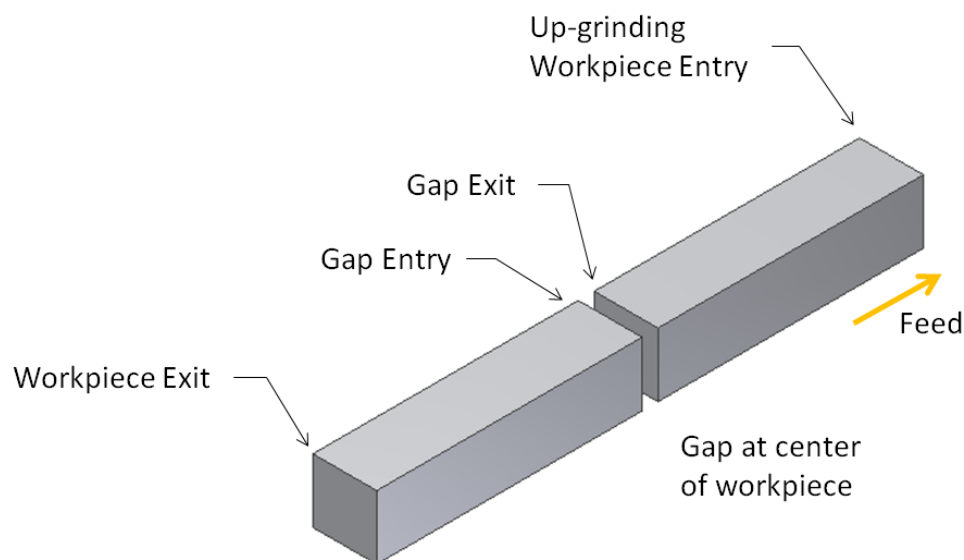 Up-grinding
Workpiece Entry
Gap Exit
Gap Entry
Feed
Workpiece Exit
Gap at center
of workpiece